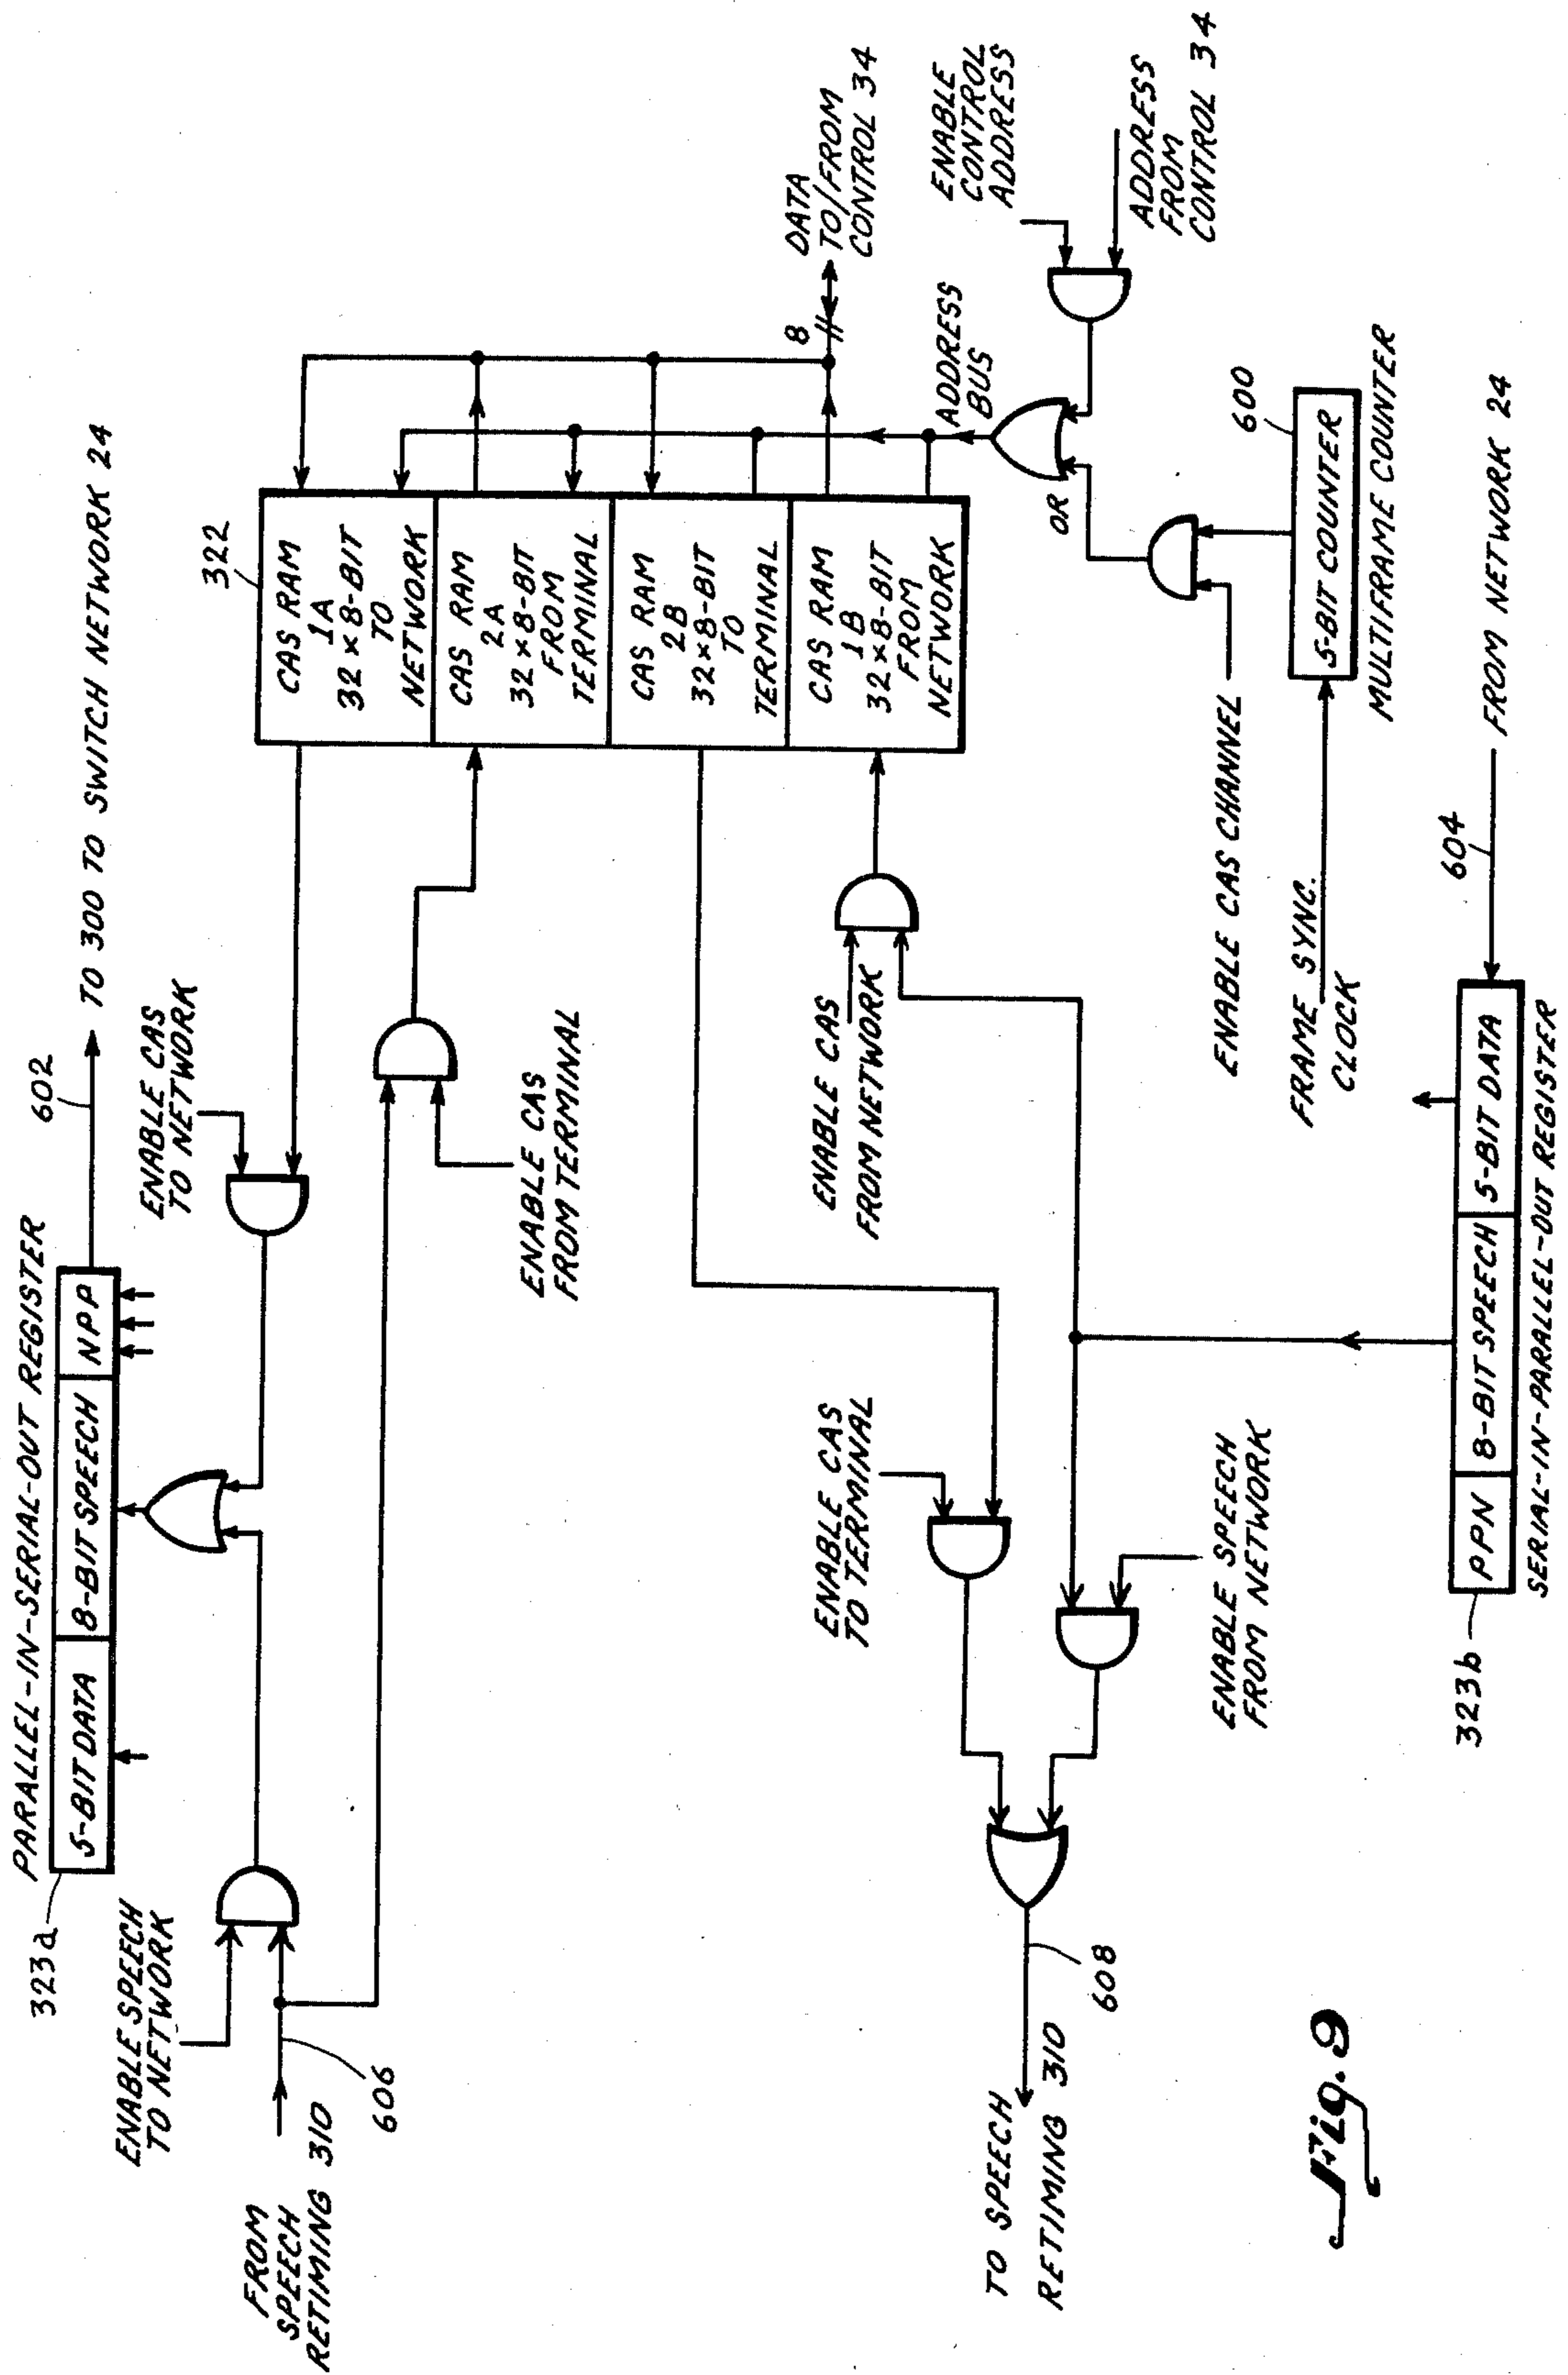 PARALLEL-IN-SERIAL-OUT REGISTER
323a
5-BIT DATA
8-BIT SPEECH
NPP
602
TO 300 TO SWITCH NETWORK 24
ENABLE SPEECH
TO NETWORK
ENABLE CAS
TO NETWORK
FROM
SPEECH
RETIMING 310
606
ENABLE CAS
FROM TERMINAL
322
CAS RAM
1A
32 × 8-BIT
TO
NETWORK
CAS RAM
2A
32 × 8-BIT
FROM
TERMINAL
CAS RAM
2B
32 × 8-BIT
TO
TERMINAL
CAS RAM
1B
32 × 8-BIT
FROM
NETWORK
8
DATA
TO/FROM
CONTROL 34
ADDRESS
BUS
ENABLE
CONTROL
ADDRESS
ADDRESS
FROM
CONTROL 34
OR
ENABLE CAS
TO TERMINAL
ENABLE CAS
FROM NETWORK
TO SPEECH
RETIMING 310
608
ENABLE SPEECH
FROM NETWORK
ENABLE CAS CHANNEL
FRAME SYNC.
CLOCK
600
5-BIT COUNTER
MULTIFRAME COUNTER
323b
PPN
8-BIT SPEECH
5-BIT DATA
604
FROM NETWORK 24
SERIAL-IN-PARALLEL-OUT REGISTER
Fig. 9